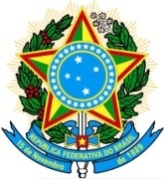 REPÚBLICA FEDERATIVA DO BRASIL
15 de Novembro de 1889